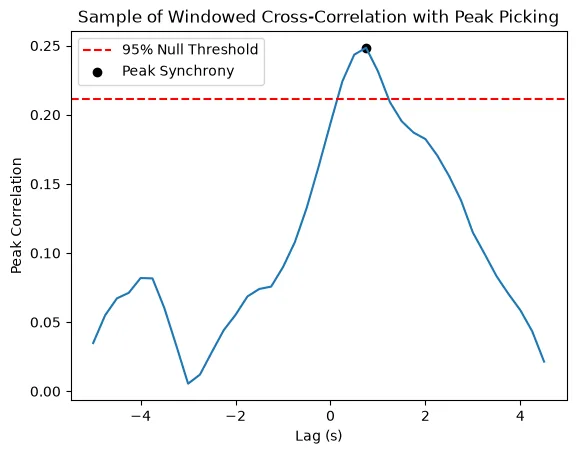 Sample of Windowed Cross-Correlation with Peak Picking
95% Null Threshold
Peak Synchrony
Peak Correlation
0.25
0.20
0.15
0.10
0.05
0.00
−4 −2 0 2 4
Lag (s)